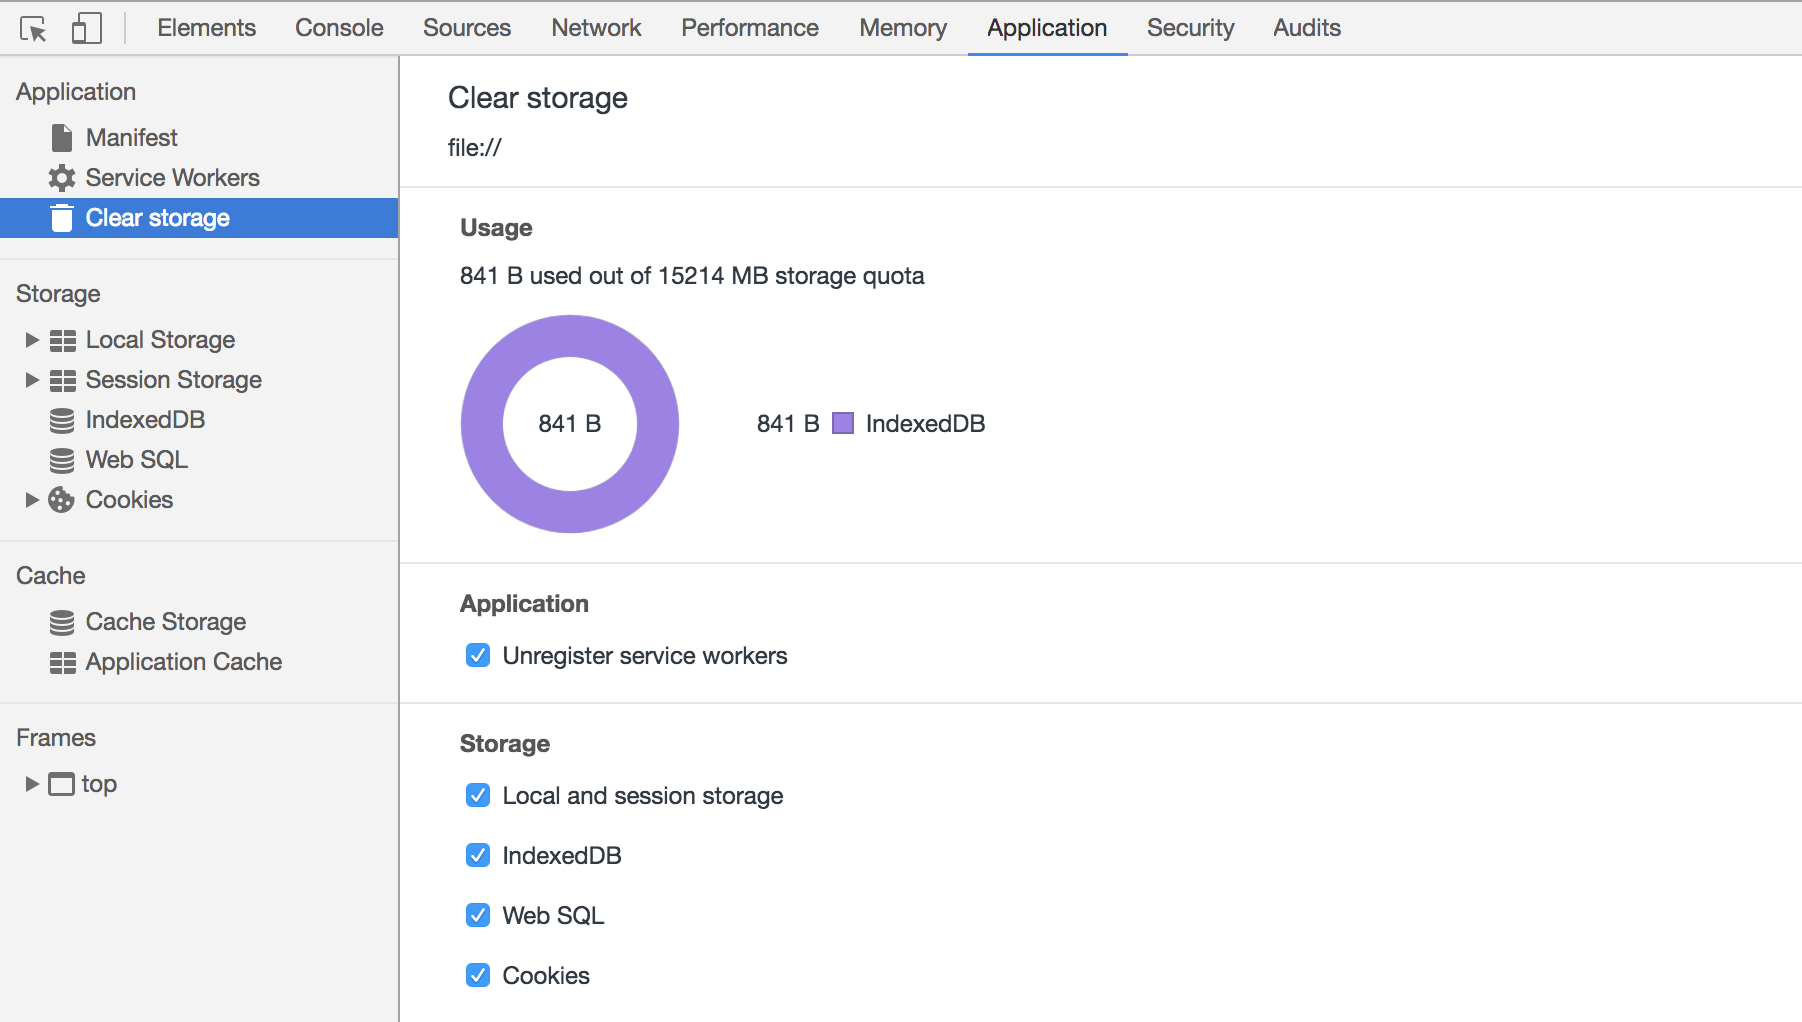 Elements Console Sources Network Performance Memory Application Security Audits
Application
Manifest
Service Workers
Clear storage
Storage
Local Storage
Session Storage
IndexedDB
Web SQL
Cookies
Cache
Cache Storage
Application Cache
Frames
top
Clear storage
file://
Usage
841 B used out of 15214 MB storage quota
841 B
841 B IndexedDB
Application
Unregister service workers
Storage
Local and session storage
IndexedDB
Web SQL
Cookies